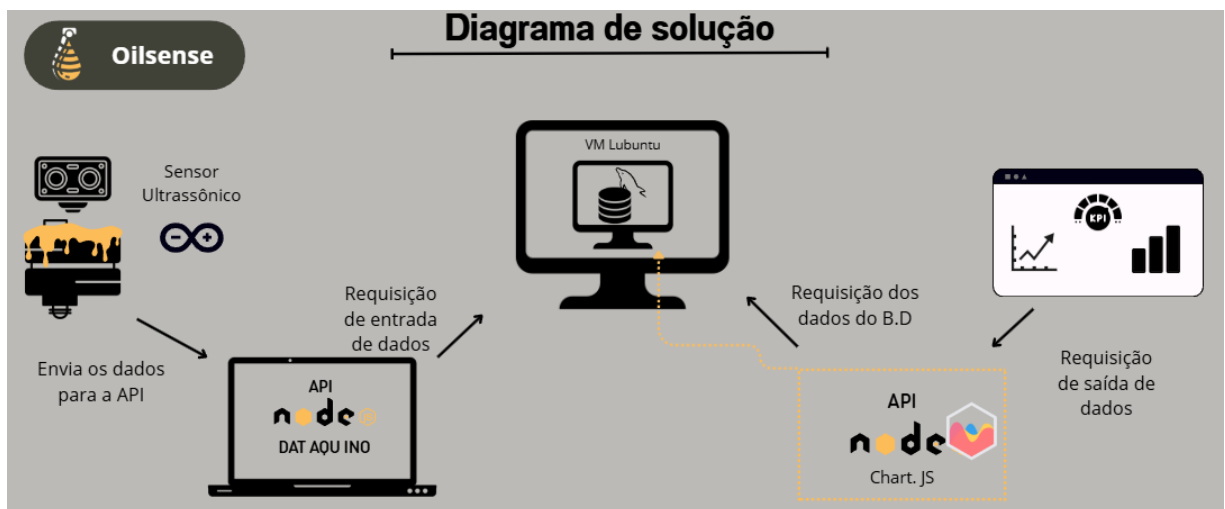 Diagrama de solução
Oilsense
Sensor
Ultrassônico
VM Lubuntu
KPI
Envia os dados
para a API
Requisição
de entrada
de dados
API
node
DAT AQU INO
Requisição dos
dados do B.D
Requisição
de saída de
dados
API
node
Chart. JS